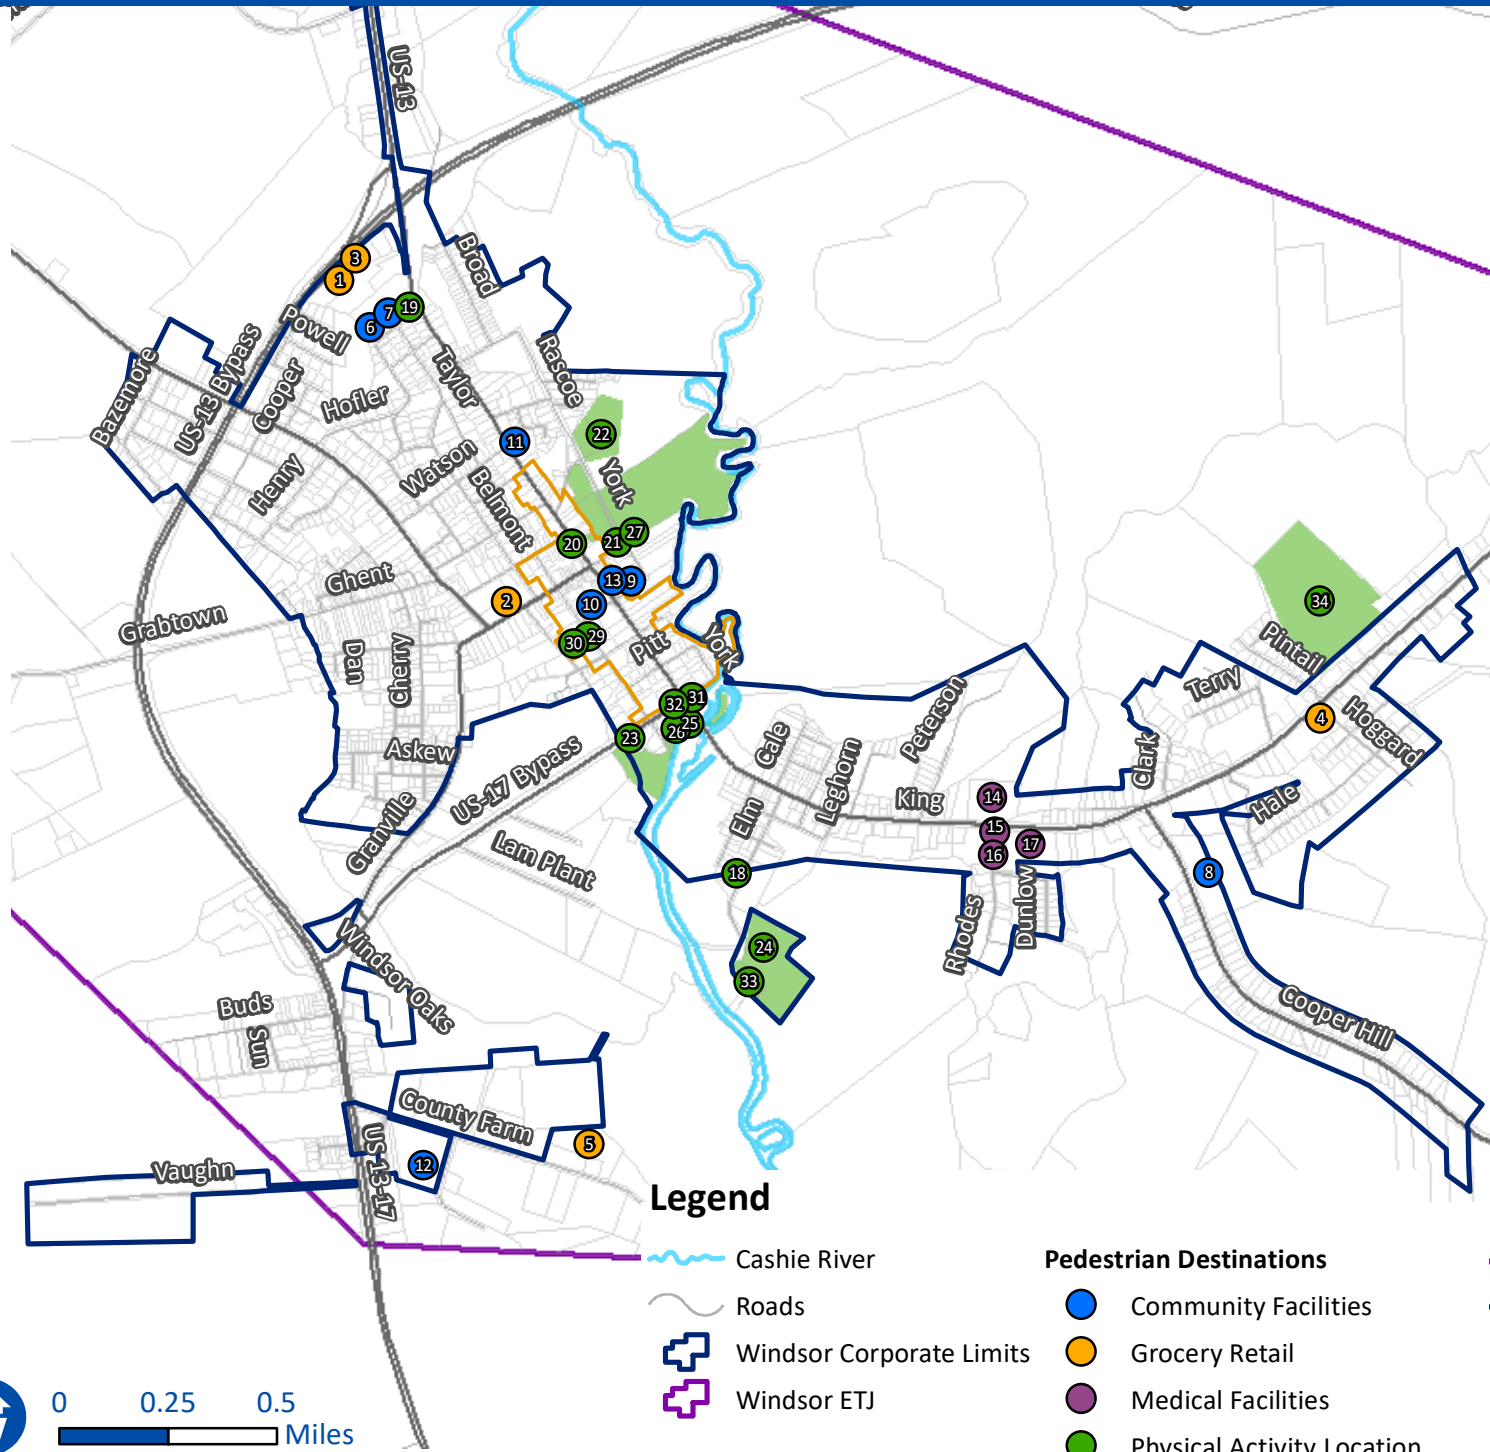 US-13
Broad
3
1
7
19
6
Powell
Taylor
Rascoe
Bazemore
US-13 Bypass
Cooper
Hofler
11
22
Watson
Henry
Belmont
York
20
21
27
13
9
Ghent
2
10
34
Grabtown
30
29
Pitt
York
Dan
Cherry
Pintail
Terry
31
32
25
26
23
4
Hoggard
Peterson
Cale
Clark
Askew
US-17 Bypass
Leghorn
King
14
Hale
Granville
Elm
15
17
16
Lam Plant
18
8
Rhodes
Dunlow
Windsor Oaks
24
33
Buds
Sun
Cooper Hill
County Farm
5
12
Vaughn
US 13-17
Legend
Cashie River
Roads
Windsor Corporate Limits
Windsor ETJ
Pedestrian Destinations
Community Facilities
Grocery Retail
Medical Facilities
Physical Activity Location
0 0.25 0.5
Miles